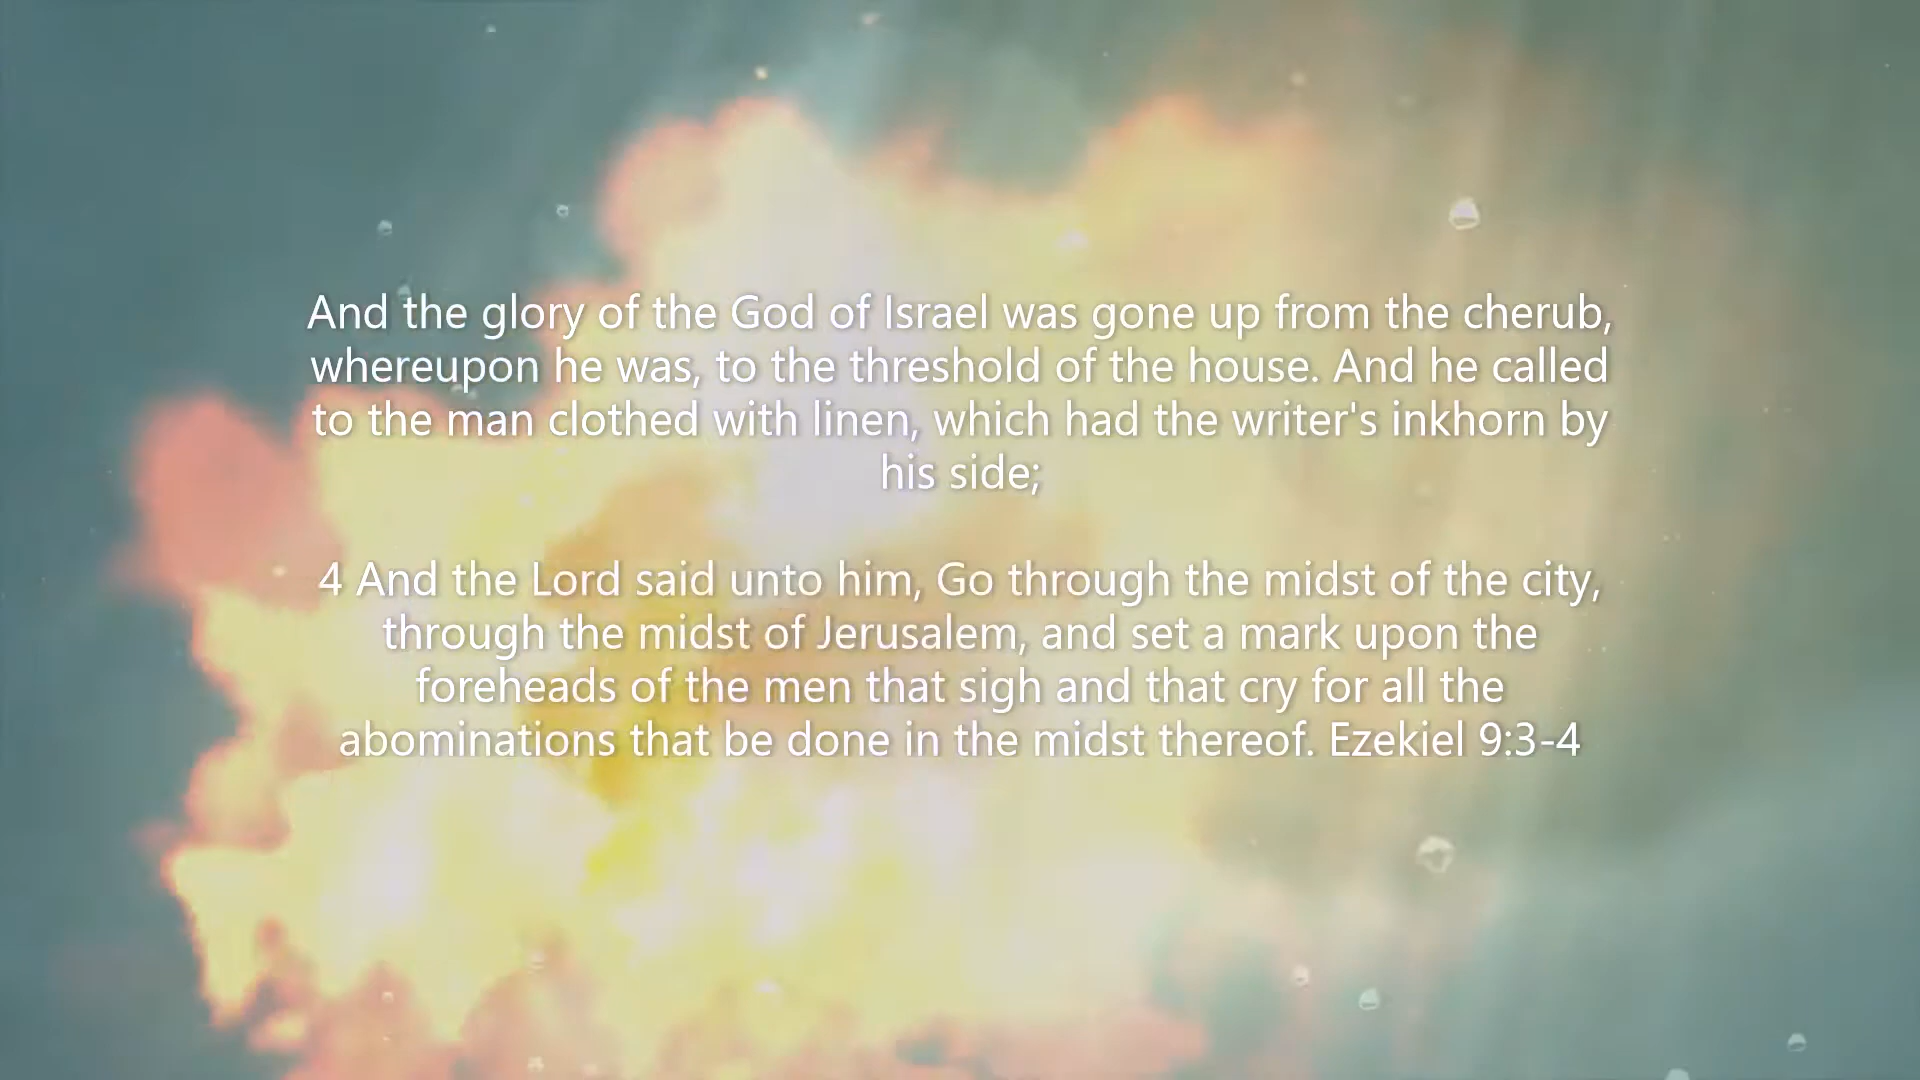 And the glory of the God of Israel was gone up from the cherub,
whereupon he was, to the threshold of the house. And he called
to the man clothed with linen, which had the writer's inkhorn by
his side;
4 And the Lord said unto him, Go through the midst of the city,
through the midst of Jerusalem, and set a mark upon the
foreheads of the men that sigh and that cry for all the
abominations that be done in the midst thereof. Ezekiel 9:3-4